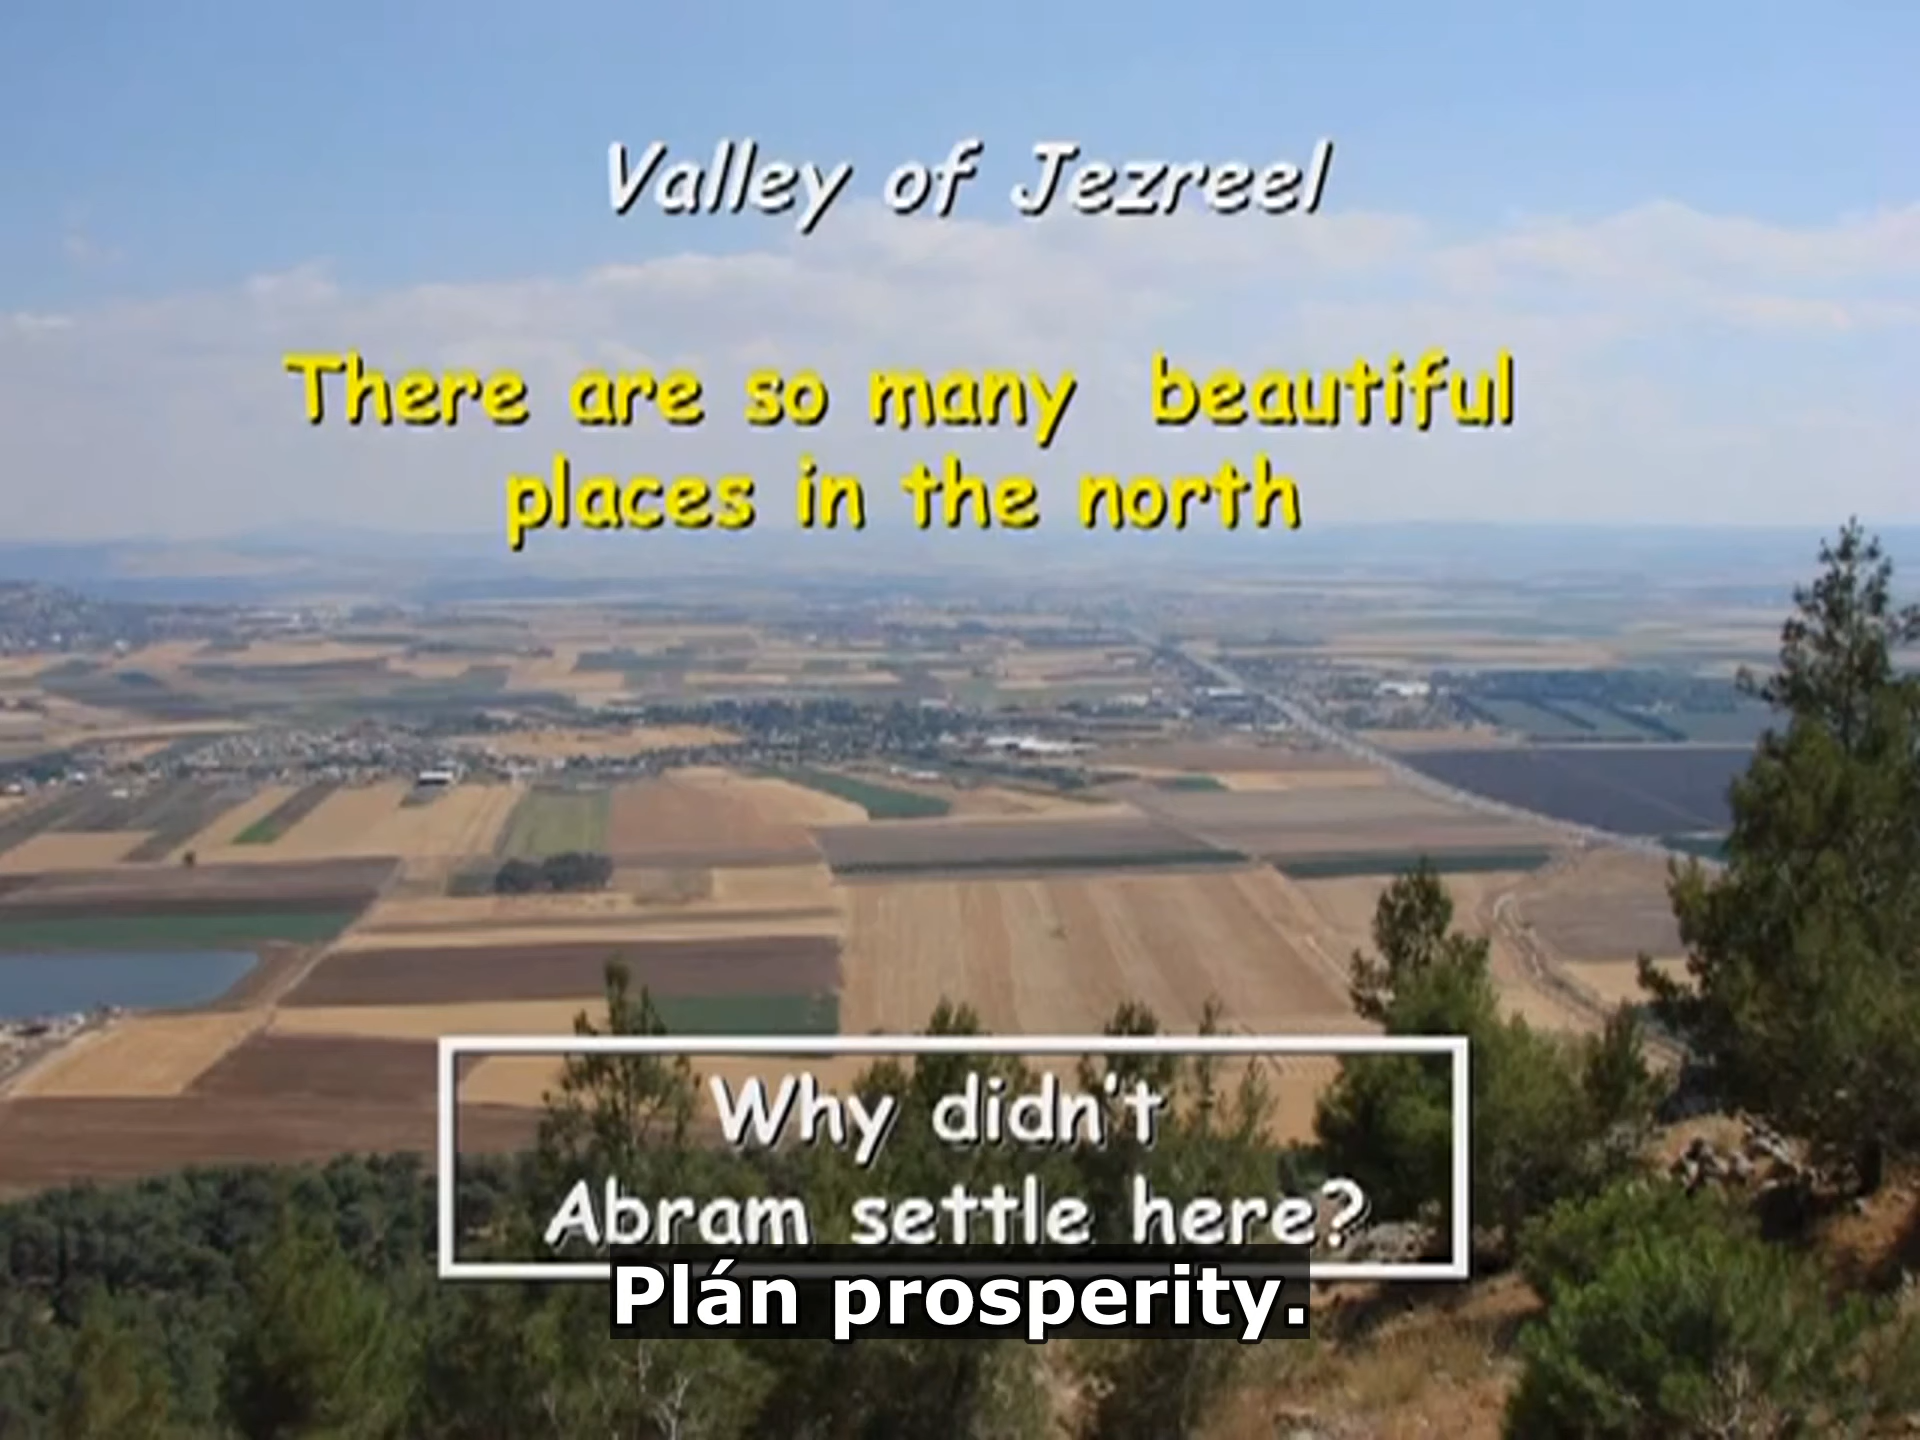 Valley of Jezreel
There are so many beautiful
places in the north
Why didn't
Abram settle here?
Plán prosperity.